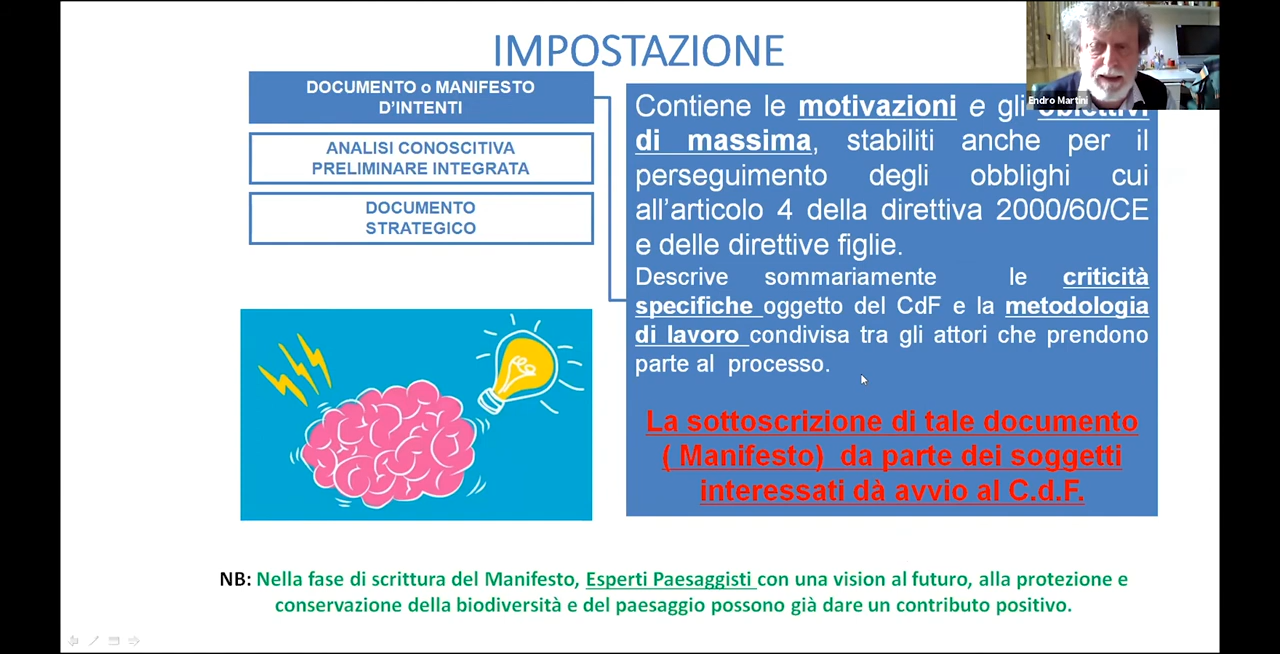 IMPOSTAZIONE
DOCUMENTO o MANIFESTO
D'INTENTI
ANALISI CONOSCITIVA
PRELIMINARE INTEGRATA
DOCUMENTO
STRATEGICO
Endro Martini
Contiene le motivazioni e gli obiettivi
di massima, stabiliti anche per il
perseguimento degli obblighi cui
all'articolo 4 della direttiva 2000/60/CE
e delle direttive figlie.
Descrive sommariamente le criticità
specifiche oggetto del CdF e la metodologia
di lavoro condivisa tra gli attori che prendono
parte al processo.
La sottoscrizione di tale documento
( Manifesto) da parte dei soggetti
interessati dà avvio al C.d.F.
NB: Nella fase di scrittura del Manifesto, Esperti Paesaggisti con una vision al futuro, alla protezione e
conservazione della biodiversità e del paesaggio possono già dare un contributo positivo.